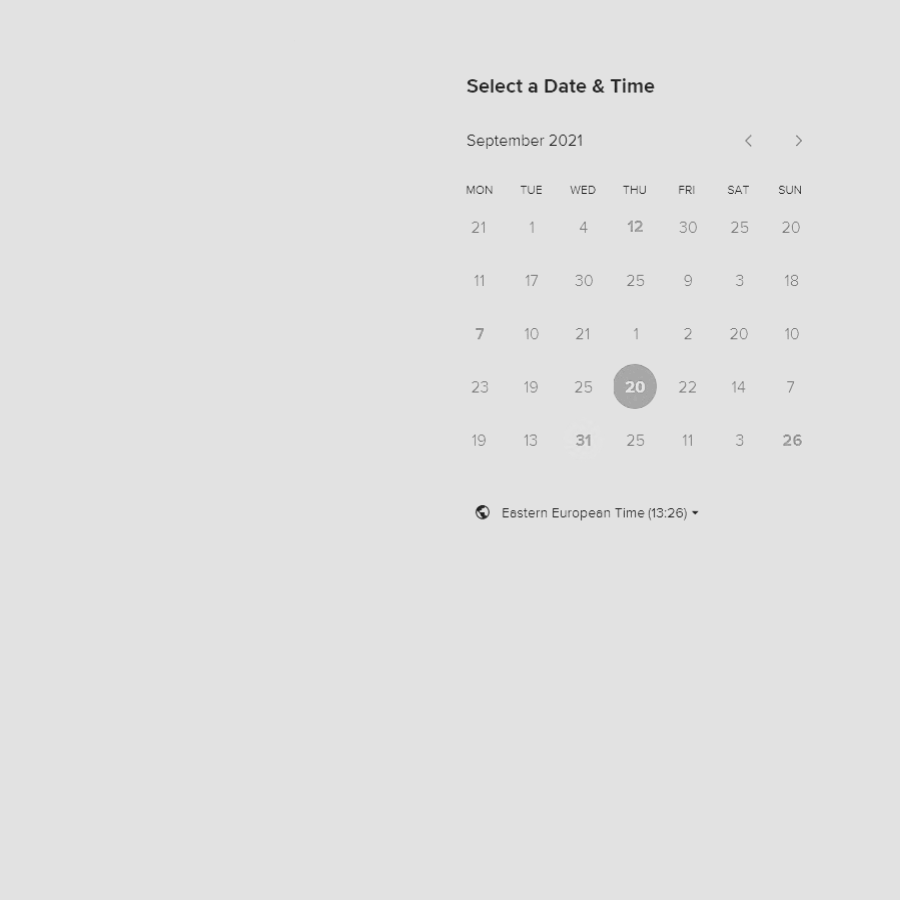 Select a Date & Time
September 2021
MON TUE WED THU FRI SAT SUN
21 1 4 12 30 25 20
11 17 30 25 9 3 18
7 10 21 1 2 20 10
23 19 25 20 22 14 7
19 13 31 25 11 3 26
Eastern European Time (13:26)